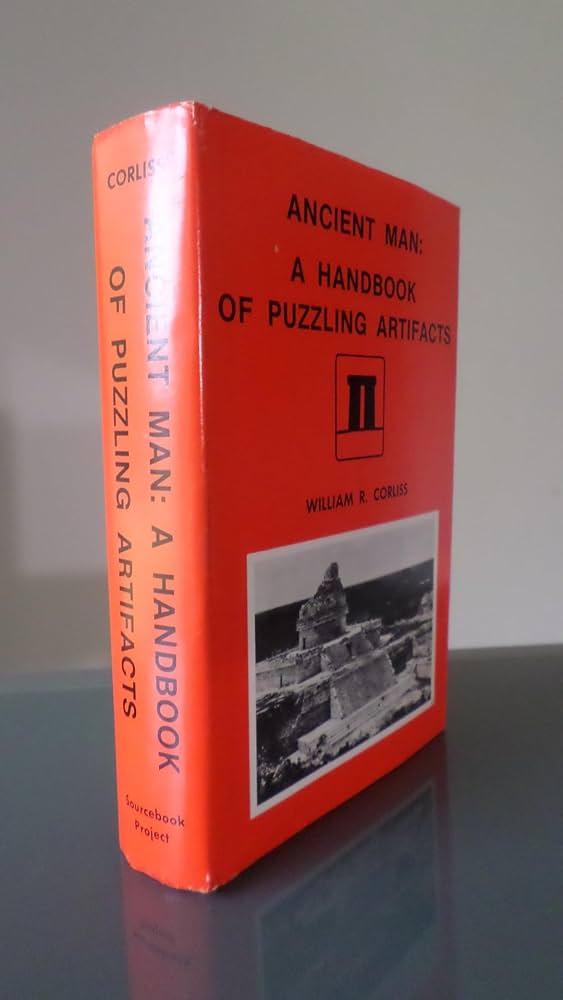 CORLISS
ANCIENT MAN: A HANDBOOK
OF PUZZLING ARTIFACTS
Sourcebook
Project
ANCIENT MAN:
A HANDBOOK
OF PUZZLING ARTIFACTS
WILLIAM R. CORLISS